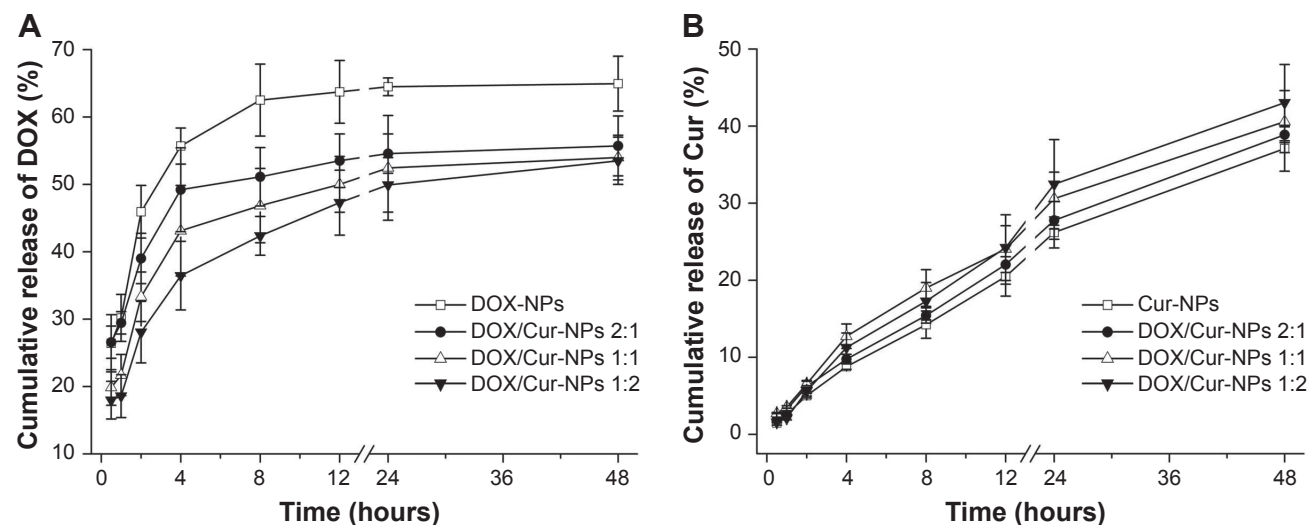 A
Cumulative release of DOX (%)
70
60
50
40
30
20
10
0 4 8 12 24 36 48
Time (hours)
DOX-NPs
DOX/Cur-NPs 2:1
DOX/Cur-NPs 1:1
DOX/Cur-NPs 1:2
B
Cumulative release of Cur (%)
50
40
30
20
10
0
0 4 8 12 24 36 48
Time (hours)
Cur-NPs
DOX/Cur-NPs 2:1
DOX/Cur-NPs 1:1
DOX/Cur-NPs 1:2